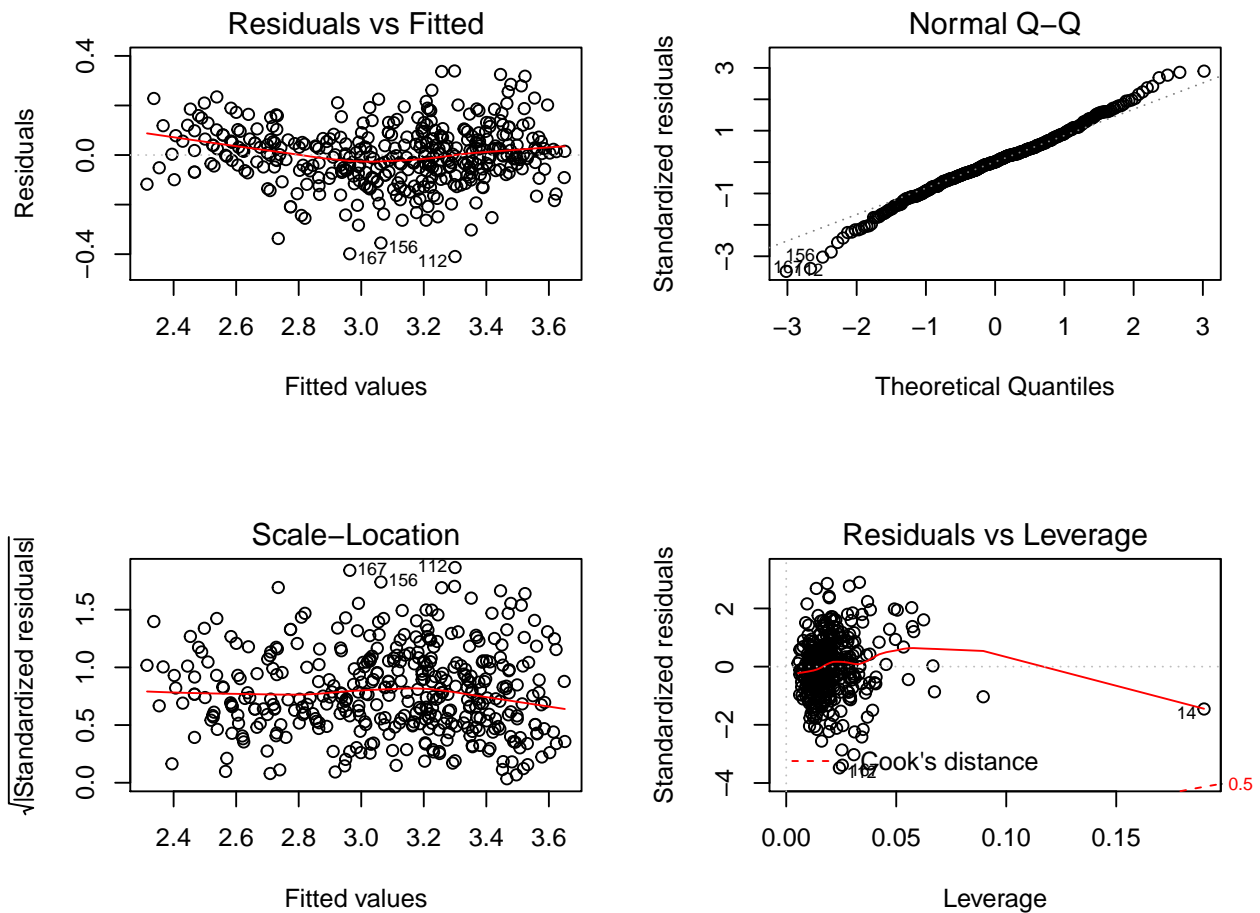 Residuals vs Fitted
Residuals
0.4
0.0
−0.4
167
156
112
2.4 2.6 2.8 3.0 3.2 3.4 3.6
Fitted values
Normal Q−Q
Standardized residuals
3
1
−1
−3
156
167
112
−3 −2 −1 0 1 2 3
Theoretical Quantiles
Scale−Location
√|Standardized residuals|
1.5
1.0
0.5
0.0
167
156
112
2.4 2.6 2.8 3.0 3.2 3.4 3.6
Fitted values
Residuals vs Leverage
Standardized residuals
2
0
−2
−4
14
Cook's distance
0.5
0.00 0.05 0.10 0.15
Leverage